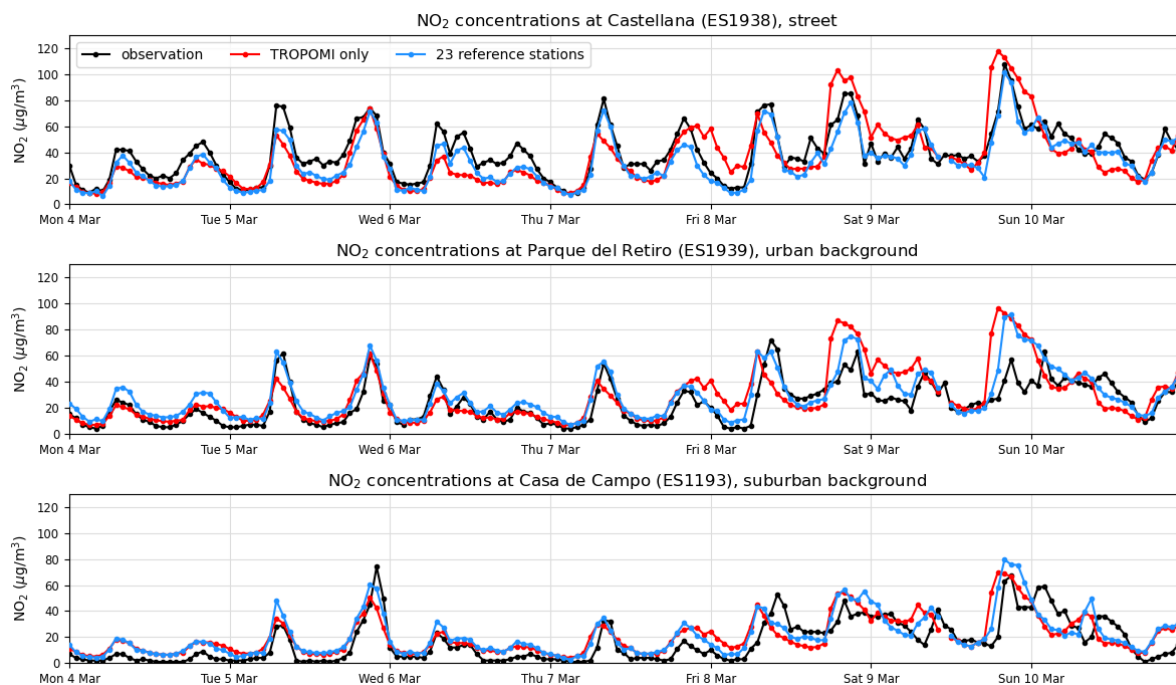 NO₂ concentrations at Castellana (ES1938), street
observation TROPOMI only 23 reference stations
NO₂ (μg/m³)
120
100
80
60
40
20
0
Mon 4 Mar Tue 5 Mar Wed 6 Mar Thu 7 Mar Fri 8 Mar Sat 9 Mar Sun 10 Mar
NO₂ concentrations at Parque del Retiro (ES1939), urban background
NO₂ (μg/m³)
120
100
80
60
40
20
0
Mon 4 Mar Tue 5 Mar Wed 6 Mar Thu 7 Mar Fri 8 Mar Sat 9 Mar Sun 10 Mar
NO₂ concentrations at Casa de Campo (ES1193), suburban background
NO₂ (μg/m³)
120
100
80
60
40
20
0
Mon 4 Mar Tue 5 Mar Wed 6 Mar Thu 7 Mar Fri 8 Mar Sat 9 Mar Sun 10 Mar